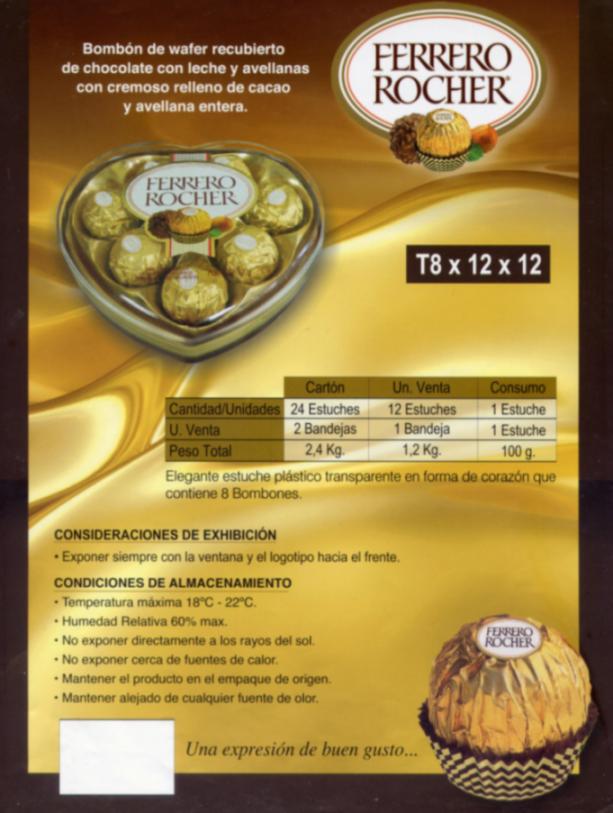 Bombón de wafer recubierto
de chocolate con leche y avellanas
con cremoso relleno de cacao
y avellana entera.
FERRERO
ROCHER
FERRERO
ROCHER
T8 x 12 x 12
Cartón Un. Venta Consumo
Cantidad/Unidades 24 Estuches 12 Estuches 1 Estuche
U. Venta 2 Bandejas 1 Bandeja 1 Estuche
Peso Total 2,4 Kg. 1,2 Kg. 100 g.
Elegante estuche plástico transparente en forma de corazón que
contiene 8 Bombones.
CONSIDERACIONES DE EXHIBICIÓN
• Exponer siempre con la ventana y el logotipo hacia el frente.
CONDICIONES DE ALMACENAMIENTO
• Temperatura máxima 18ºC - 22ºC.
• Humedad Relativa 60% max.
• No exponer directamente a los rayos del sol.
• No exponer cerca de fuentes de calor.
• Mantener el producto en el empaque de origen.
• Mantener alejado de cualquier fuente de olor.
FERRERO
ROCHER
Una expresión de buen gusto...